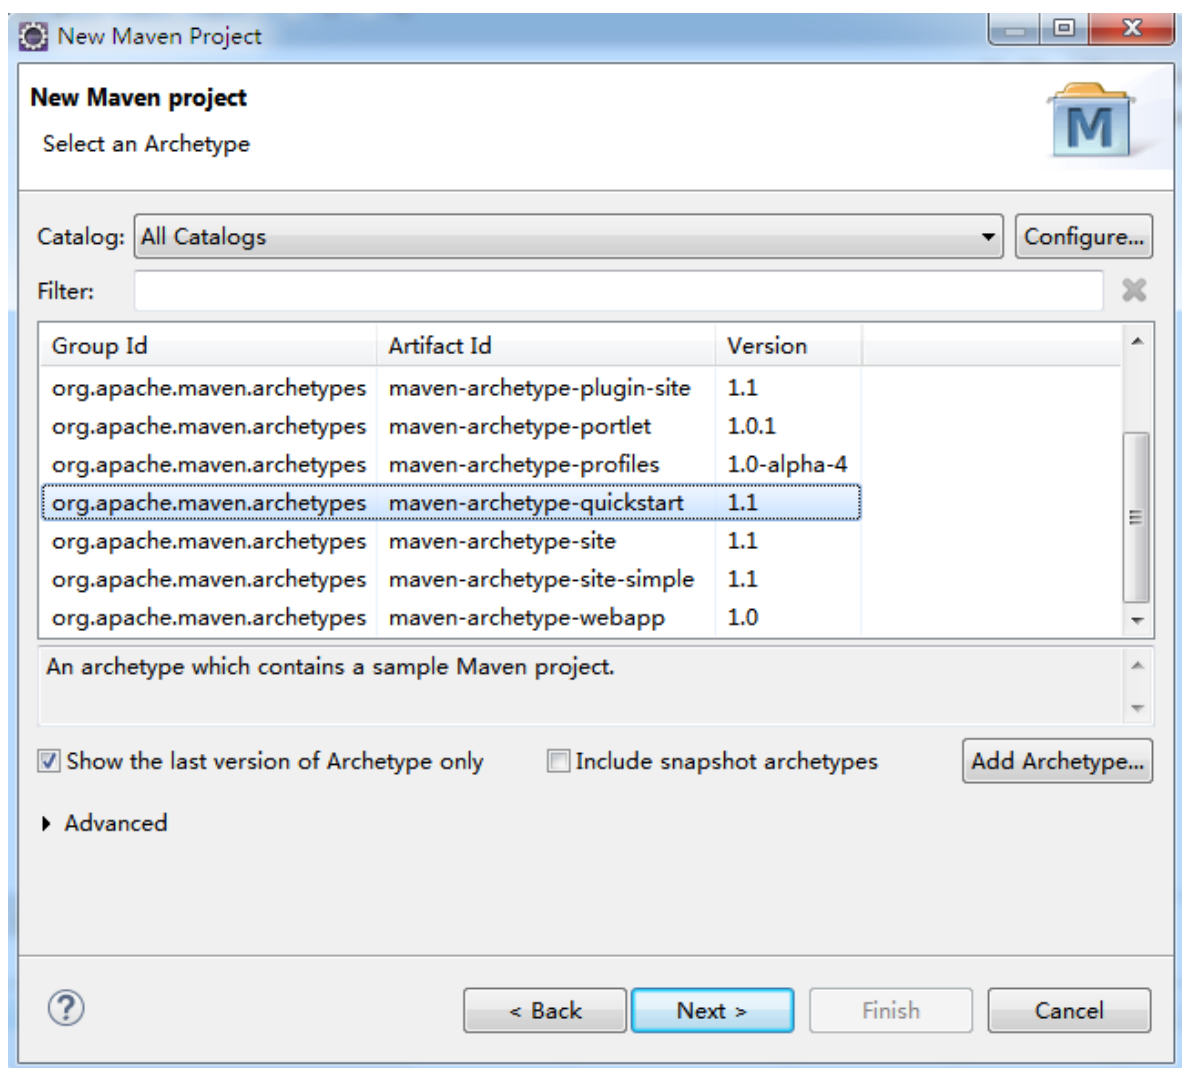 New Maven Project
New Maven project
M
Select an Archetype
Catalog: All Catalogs Configure...
Filter:
Group Id Artifact Id Version
org.apache.maven.archetypes maven-archetype-plugin-site 1.1
org.apache.maven.archetypes maven-archetype-portlet 1.0.1
org.apache.maven.archetypes maven-archetype-profiles 1.0-alpha-4
org.apache.maven.archetypes maven-archetype-quickstart 1.1
org.apache.maven.archetypes maven-archetype-site 1.1
org.apache.maven.archetypes maven-archetype-site-simple 1.1
org.apache.maven.archetypes maven-archetype-webapp 1.0
An archetype which contains a sample Maven project.
Show the last version of Archetype only Include snapshot archetypes Add Archetype...
Advanced
? < Back Next > Finish Cancel